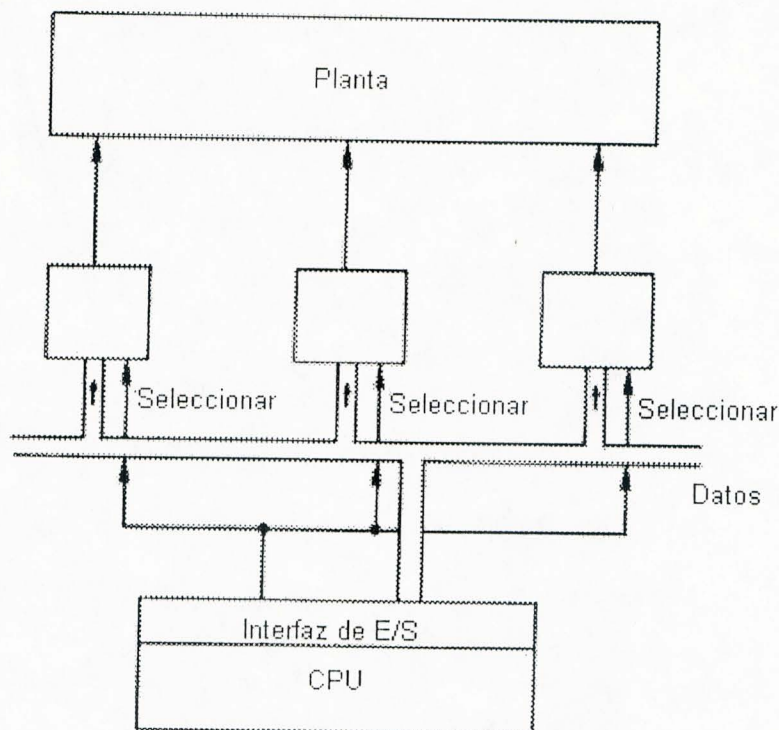 Planta
Seleccionar
Seleccionar
Seleccionar
Datos
Interfaz de E/S
CPU